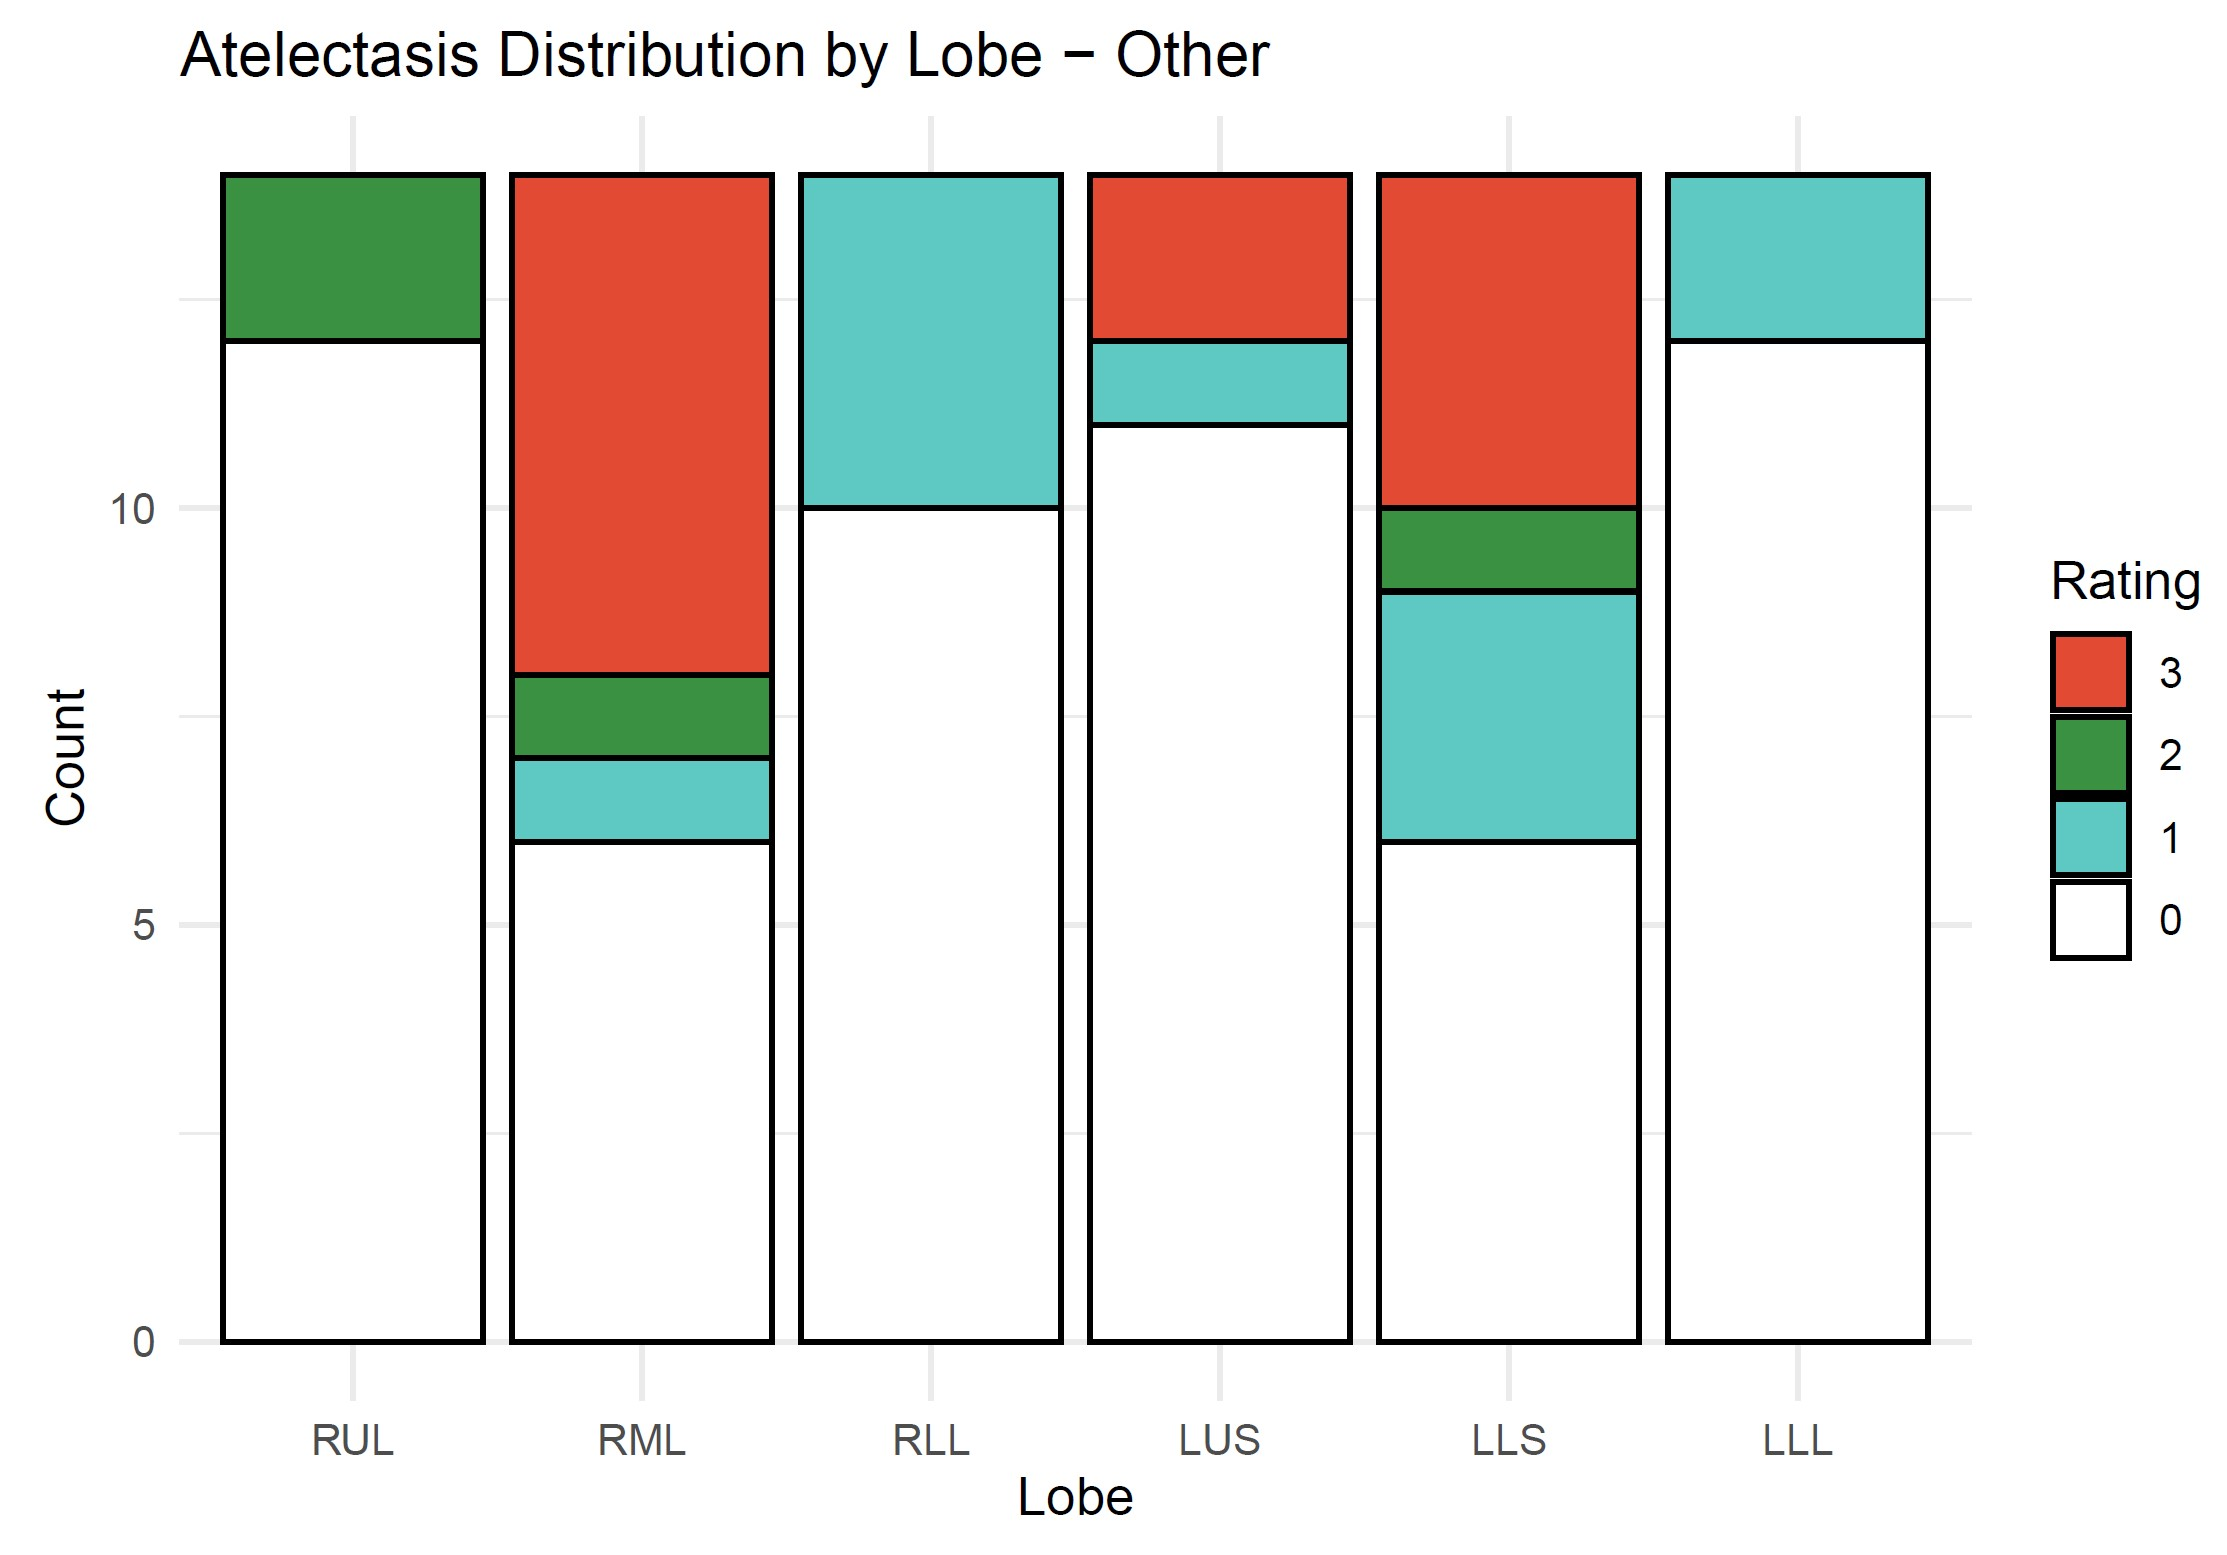 Atelectasis Distribution by Lobe − Other
Count
10
5
0
RUL RML RLL LUS LLS LLL
Lobe
Rating
3
2
1
0